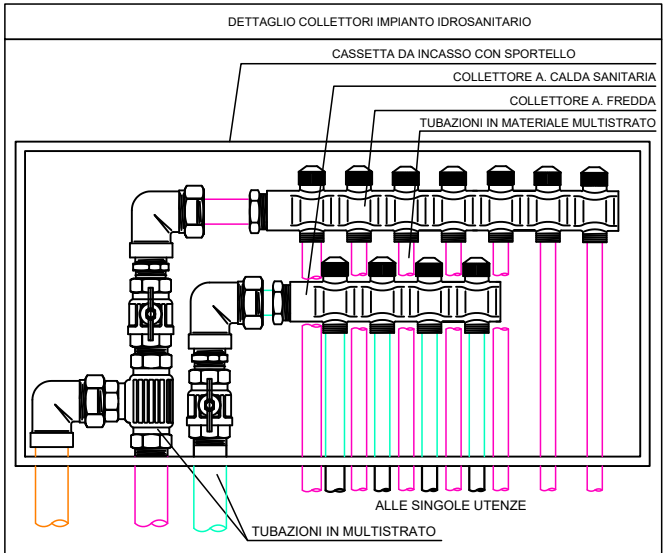 DETTAGLIO COLLETTORI IMPIANTO IDROSANITARIO
CASSETTA DA INCASSO CON SPORTELLO
COLLETTORE A. CALDA SANITARIA
COLLETTORE A. FREDDA
TUBAZIONI IN MATERIALE MULTISTRATO
ALLE SINGOLE UTENZE
TUBAZIONI IN MULTISTRATO